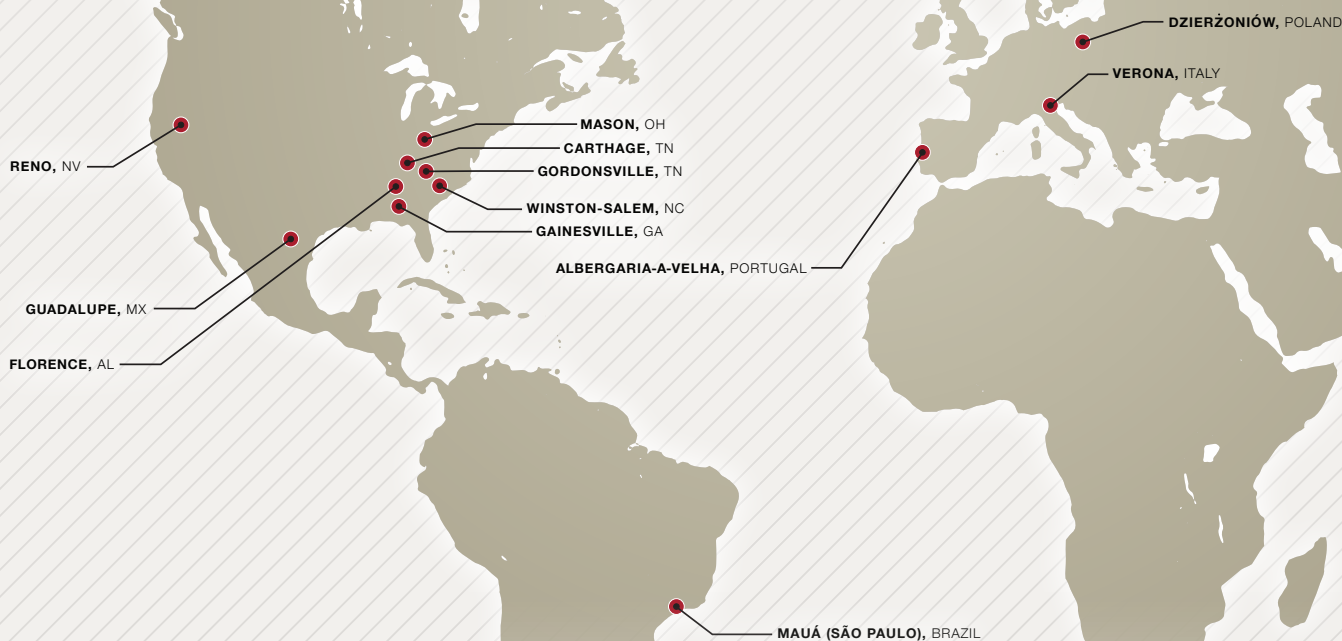 DZIERŻONIÓW, POLAND
VERONA, ITALY
MASON, OH
CARTHAGE, TN
RENO, NV
GORDONSVILLE, TN
WINSTON-SALEM, NC
GAINESVILLE, GA
ALBERGARIA-A-VELHA, PORTUGAL
GUADALUPE, MX
FLORENCE, AL
MAUÁ (SÃO PAULO), BRAZIL